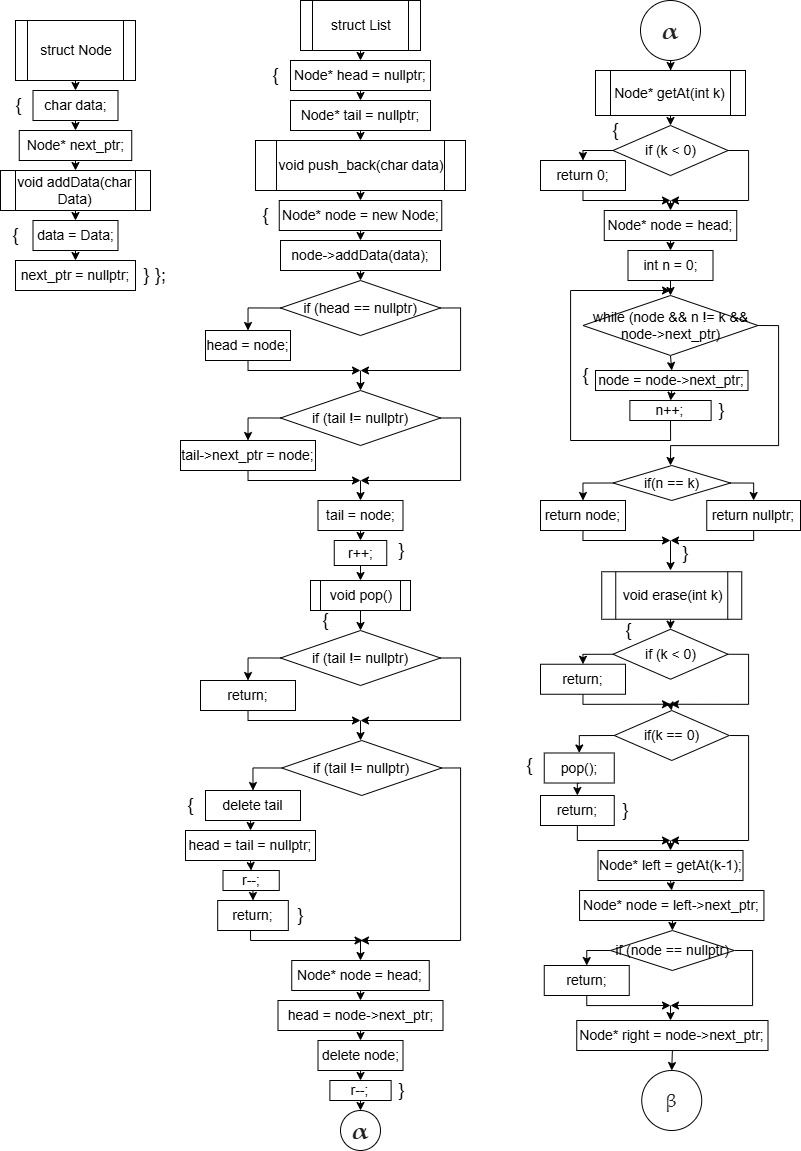 struct Node
{ char data;
Node* next_ptr;
void addData(char
Data)
{ data = Data;
next_ptr = nullptr; } };
struct List
{ Node* head = nullptr;
Node* tail = nullptr;
void push_back(char data)
{ Node* node = new Node;
node->addData(data);
if (head == nullptr)
head = node;
if (tail != nullptr)
tail->next_ptr = node;
tail = node;
r++; }
void pop()
{
if (tail != nullptr)
return;
if (tail != nullptr)
{ delete tail
head = tail = nullptr;
r--;
return; }
Node* node = head;
head = node->next_ptr;
delete node;
r--; }
α
α
Node* getAt(int k)
{
if (k < 0)
return 0;
Node* node = head;
int n = 0;
while (node && n != k &&
node->next_ptr)
{ node = node->next_ptr;
n++; }
if(n == k)
return node; return nullptr;
}
void erase(int k)
{
if (k < 0)
return;
if(k == 0)
{ pop();
return; }
Node* left = getAt(k-1);
Node* node = left->next_ptr;
if (node == nullptr)
return;
Node* right = node->next_ptr;
β